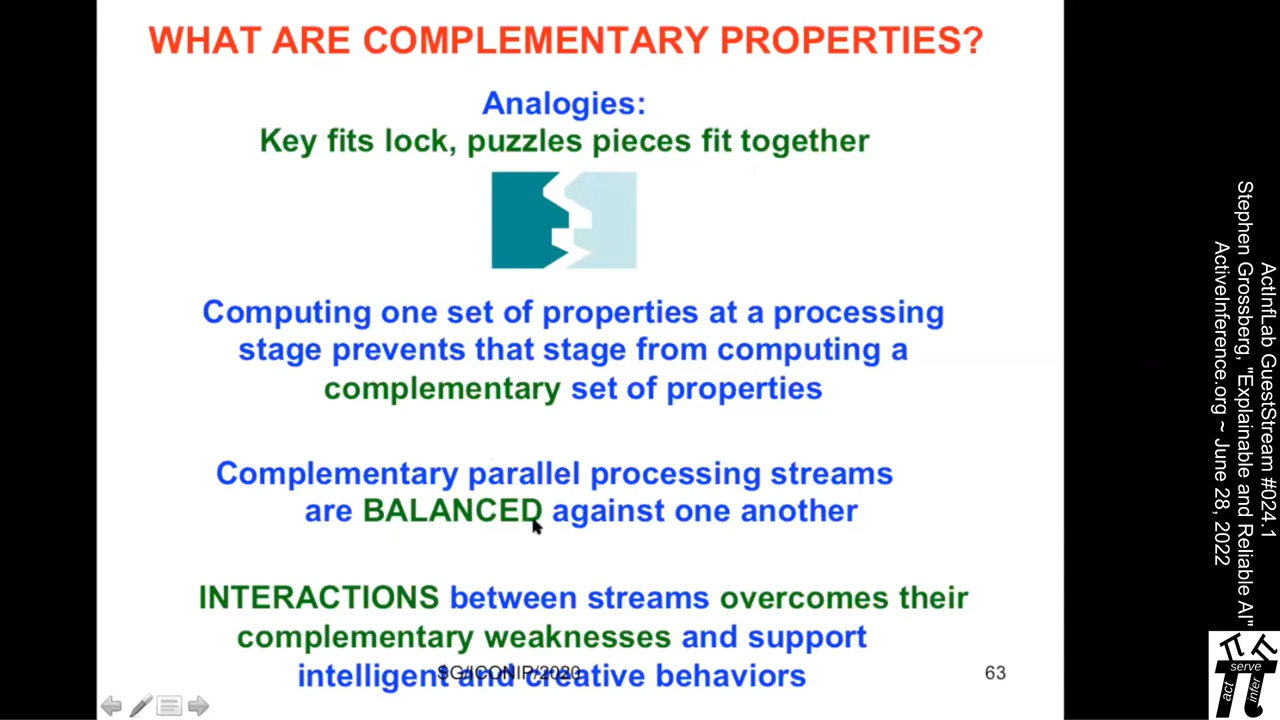 WHAT ARE COMPLEMENTARY PROPERTIES?
Analogies:
Key fits lock, puzzles pieces fit together
Computing one set of properties at a processing
stage prevents that stage from computing a
complementary set of properties
Complementary parallel processing streams
are BALANCED against one another
INTERACTIONS between streams overcomes their
complementary weaknesses and support
intelligent and creative behaviors
SG/ICONIP/2020
63
ActInfLab GuestStream #024.1
Stephen Grossberg, "Explainable and Reliable AI"
ActiveInference.org ~ June 28, 2022
serve
act
infer